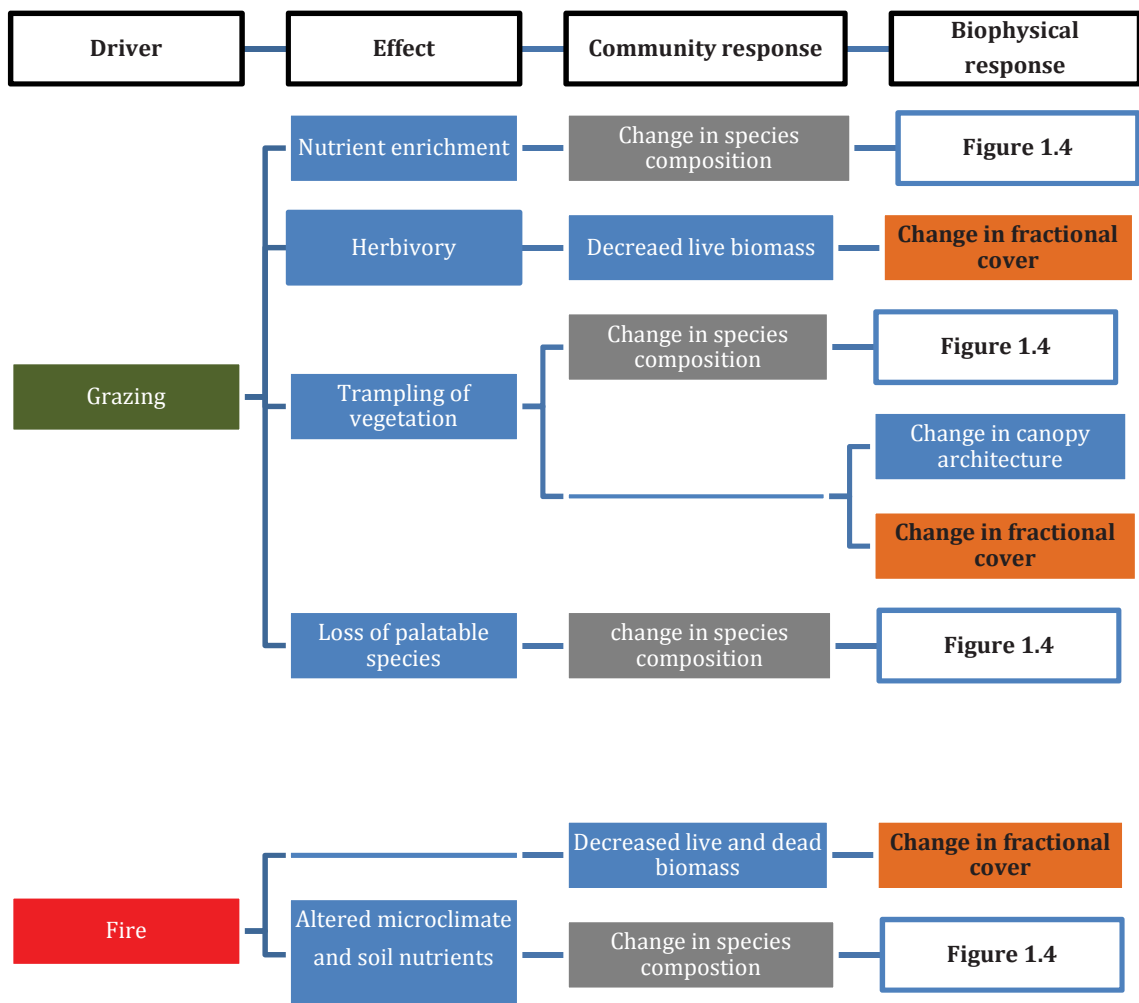 Driver
Effect
Community response
Biophysical
response
Nutrient enrichment
Change in species
composition
Figure 1.4
Herbivory
Decreaed live biomass
Change in fractional
cover
Grazing
Trampling of
vegetation
Change in species
composition
Figure 1.4
Change in canopy
architecture
Change in fractional
cover
Loss of palatable
species
change in species
composition
Figure 1.4
Fire
Decreased live and dead
biomass
Change in fractional
cover
Altered microclimate
and soil nutrients
Change in species
compostion
Figure 1.4